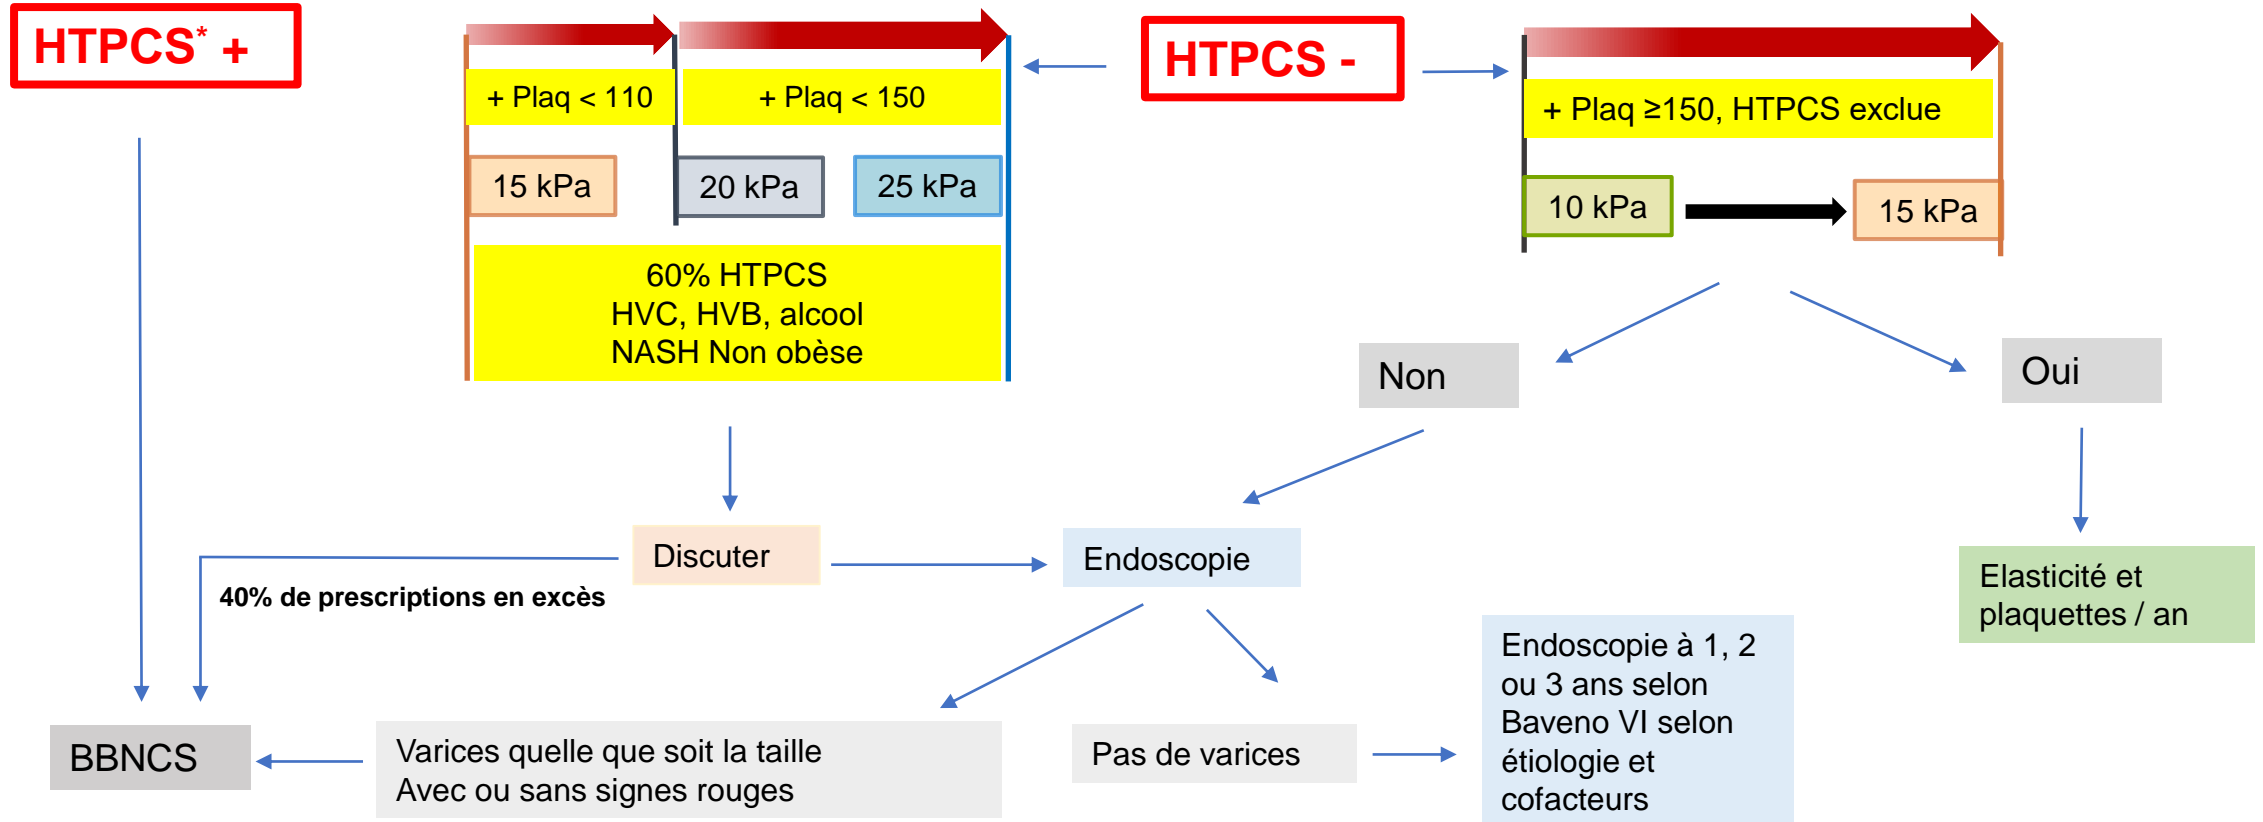 HTPCS* +
+ Plaq < 110
+ Plaq < 150
15 kPa
20 kPa
25 kPa
60% HTPCS
HVC, HVB, alcool
NASH Non obèse
HTPCS -
+ Plaq ≥150, HTPCS exclue
10 kPa
15 kPa
Non
Oui
Discuter
Endoscopie
40% de prescriptions en excès
Elasticité et
plaquettes / an
BBNCS
Varices quelle que soit la taille
Avec ou sans signes rouges
Pas de varices
Endoscopie à 1, 2
ou 3 ans selon
Baveno VI selon
étiologie et
cofacteurs